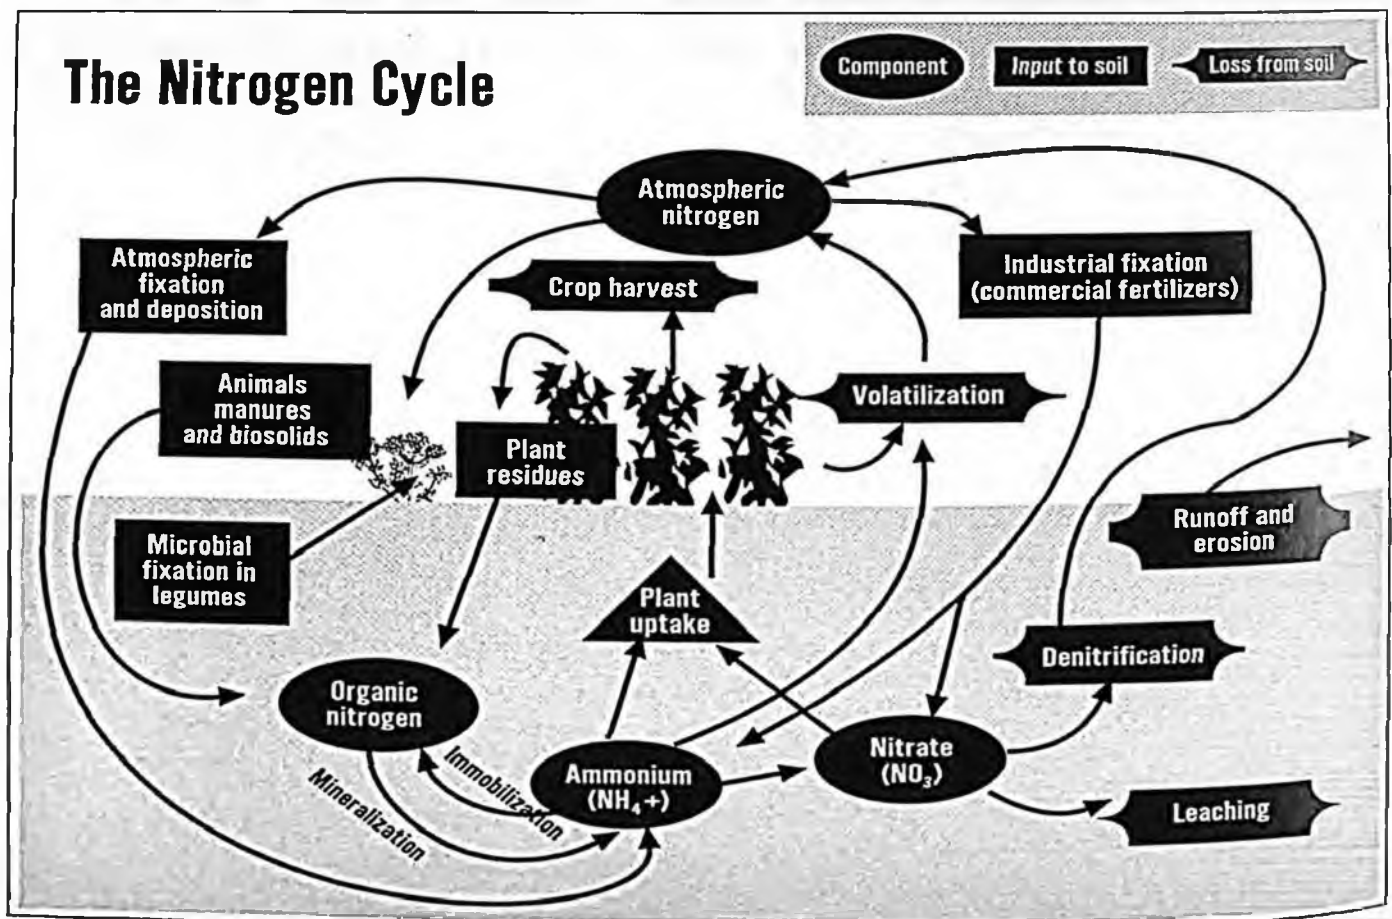 The Nitrogen Cycle
Component
Input to soil
Loss from soil
Atmospheric
nitrogen
Atmospheric
fixation
and deposition
Crop harvest
Industrial fixation
(commercial fertilizers)
Animals
manures
and biosolids
Volatilization
Plant
residues
Microbial
fixation in
legumes
Runoff and
erosion
Plant
uptake
Denitrification
Organic
nitrogen
Immobilization
Mineralization
Ammonium
(NH₄+)
Nitrate
(NO₃)
Leaching